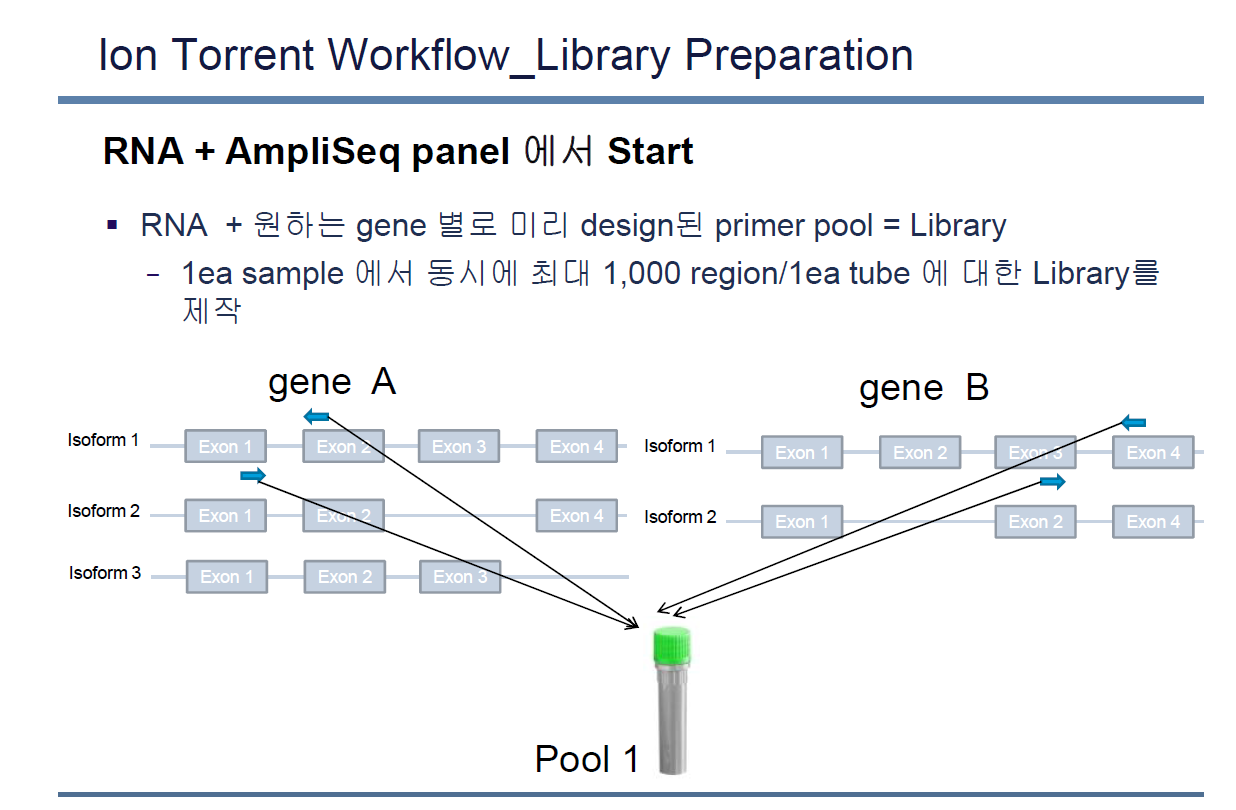 Ion Torrent Workflow_Library Preparation
RNA + AmpliSeq panel 에서 Start
▪ RNA + 원하는 gene 별로 미리 design된 primer pool = Library
– 1ea sample 에서 동시에 최대 1,000 region/1ea tube 에 대한 Library를
제작
gene A
gene B
Isoform 1 Exon 1 Exon 2 Exon 3 Exon 4
Isoform 1 Exon 1 Exon 2 Exon 3 Exon 4
Isoform 2 Exon 1 Exon 2 Exon 4
Isoform 2 Exon 1 Exon 2 Exon 4
Isoform 3 Exon 1 Exon 2 Exon 3
Pool 1